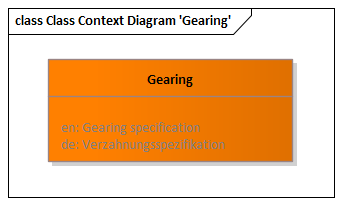 class Class Context Diagram 'Gearing'
Gearing
en: Gearing specification
de: Verzahnungsspezifikation